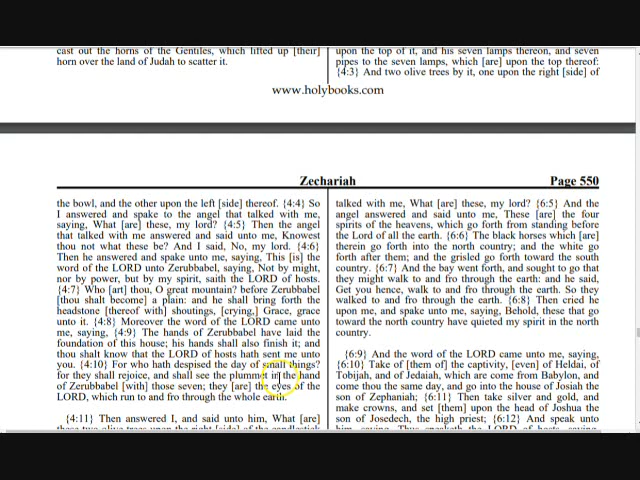 cast out the horns of the Gentiles, which lifted up [their]
horn over the land of Judah to scatter it.
upon the top of it, and his seven lamps thereon, and seven
pipes to the seven lamps, which [are] upon the top thereof:
{4:3} And two olive trees by it, one upon the right [side] of
www.holybooks.com
Zechariah
Page 550
the bowl, and the other upon the left [side] thereof. {4:4} So
I answered and spake to the angel that talked with me,
saying, What [are] these, my lord? {4:5} Then the angel
that talked with me answered and said unto me, Knowest
thou not what these be? And I said, No, my lord. {4:6}
Then he answered and spake unto me, saying, This [is] the
word of the LORD unto Zerubbabel, saying, Not by might,
nor by power, but by my spirit, saith the LORD of hosts.
{4:7} Who [art] thou, O great mountain? before Zerubbabel
[thou shalt become] a plain: and he shall bring forth the
headstone [thereof with] shoutings, [crying,] Grace, grace
unto it. {4:8} Moreover the word of the LORD came unto
me, saying, {4:9} The hands of Zerubbabel have laid the
foundation of this house; his hands shall also finish it; and
thou shalt know that the LORD of hosts hath sent me unto
you. {4:10} For who hath despised the day of small things?
for they shall rejoice, and shall see the plummet in the hand
of Zerubbabel [with] those seven; they [are] the eyes of the
LORD, which run to and fro through the whole earth.
{4:11} Then answered I, and said unto him, What [are]
these two olive trees upon the right [side] of the candlestick
talked with me, What [are] these, my lord? {6:5} And the
angel answered and said unto me, These [are] the four
spirits of the heavens, which go forth from standing before
the Lord of all the earth. {6:6} The black horses which [are]
therein go forth into the north country; and the white go
forth after them; and the grisled go forth toward the south
country. {6:7} And the bay went forth, and sought to go that
they might walk to and fro through the earth: and he said,
Get you hence, walk to and fro through the earth. So they
walked to and fro through the earth. {6:8} Then cried he
upon me, and spake unto me, saying, Behold, these that go
toward the north country have quieted my spirit in the north
country.
{6:9} And the word of the LORD came unto me, saying,
{6:10} Take of [them of] the captivity, [even] of Heldai, of
Tobijah, and of Jedaiah, which are come from Babylon, and
come thou the same day, and go into the house of Josiah the
son of Zephaniah; {6:11} Then take silver and gold, and
make crowns, and set [them] upon the head of Joshua the
son of Josedech, the high priest; {6:12} And speak unto
him, saying, Thus speaketh the LORD of hosts, saying,